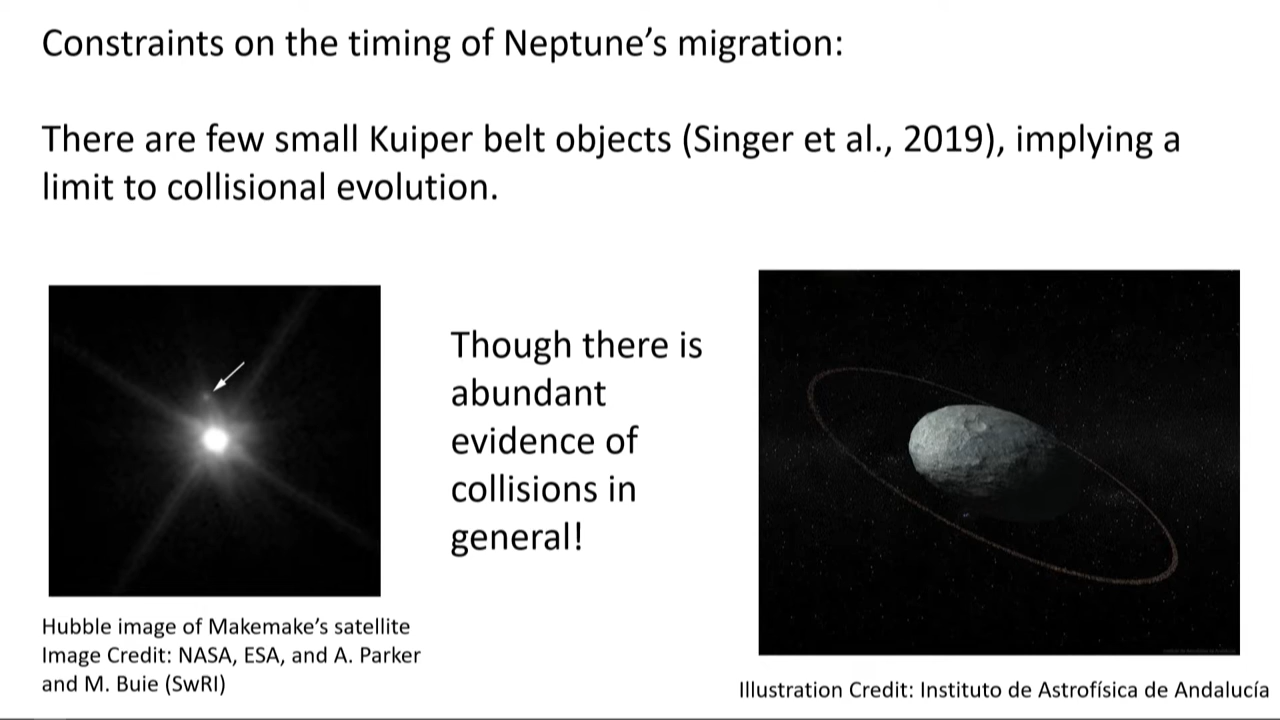 Constraints on the timing of Neptune’s migration:
There are few small Kuiper belt objects (Singer et al., 2019), implying a
limit to collisional evolution.
Though there is
abundant
evidence of
collisions in
general!
Hubble image of Makemake’s satellite
Image Credit: NASA, ESA, and A. Parker
and M. Buie (SwRI)
Illustration Credit: Instituto de Astrofísica de Andalucía